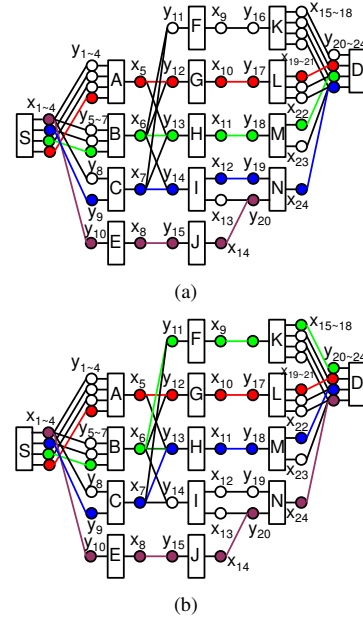 y11 F x9 y16 K x15~18
y1~4 x5 y12 x10 y17 x19~21 y20~24
x1~4 A G L D
S y5~7 x6 y13 x11 y18 x22
B H M
y8 x7 y14 x12 y19 x23
C I N
y9 x13 y20 x24
y10 E x8 y15 J x14
(a)
y11 F x9 y16 K x15~18
y1~4 x5 y12 x10 y17 x19~21 y20~24
x1~4 A G L D
S y5~7 x6 y13 x11 y18 x22
B H M
y8 x7 y14 x12 y19 x23
C I N
y9 x13 y20 x24
y10 E x8 y15 J x14
(b)